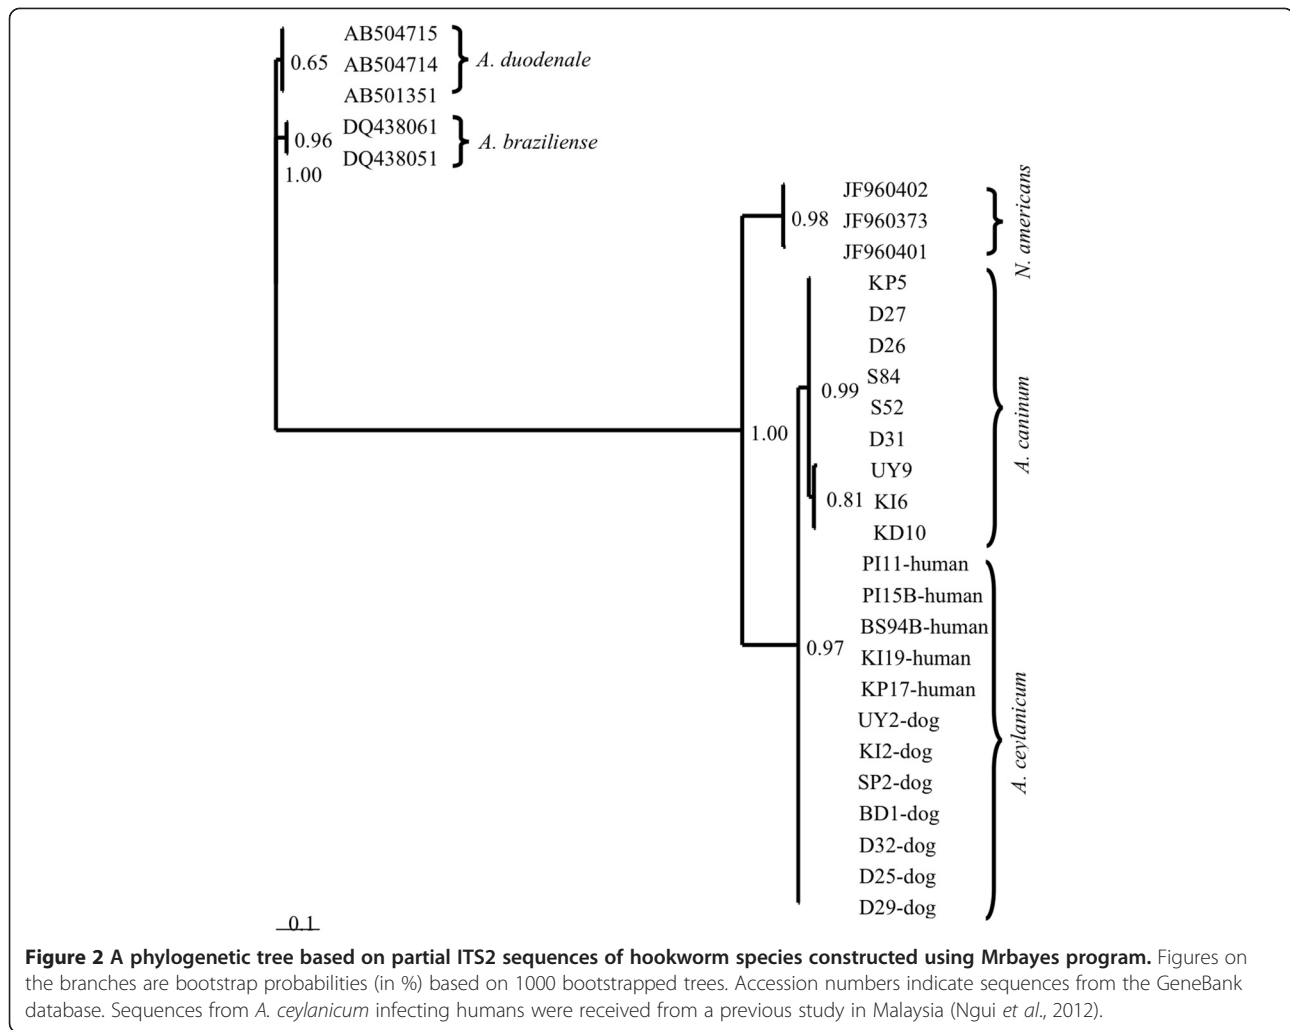 AB504715
AB504714
AB501351
0.65
A. duodenale
DQ438061
DQ438051
0.96
A. braziliense
1.00
JF960402
JF960373
JF960401
0.98
N. americans
KP5
D27
D26
S84
S52
D31
UY9
KI6
KD10
0.99
0.81
1.00
A. caninum
PI11-human
PI15B-human
BS94B-human
KI19-human
KP17-human
UY2-dog
KI2-dog
SP2-dog
BD1-dog
D32-dog
D25-dog
D29-dog
0.97
A. ceylanicum
0.1
Figure 2 A phylogenetic tree based on partial ITS2 sequences of hookworm species constructed using Mrbayes program. Figures on
the branches are bootstrap probabilities (in %) based on 1000 bootstrapped trees. Accession numbers indicate sequences from the GeneBank
database. Sequences from A. ceylanicum infecting humans were received from a previous study in Malaysia (Ngui et al., 2012).